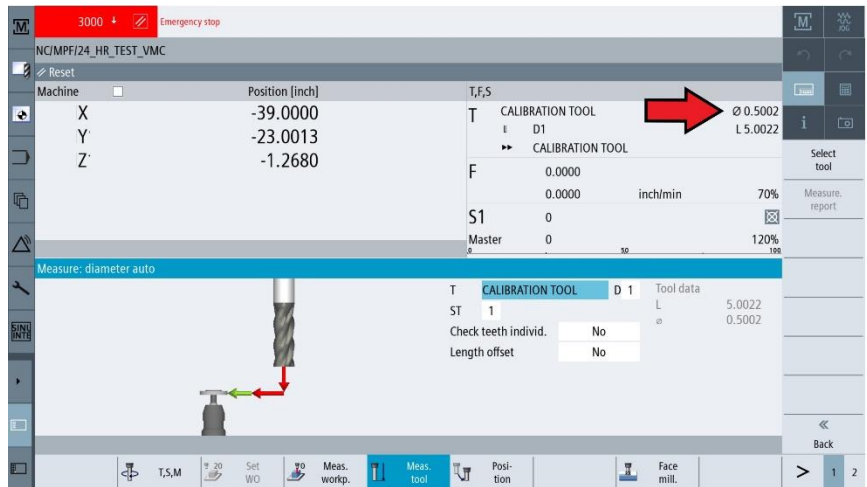 M
3000 Emergency stop
M
JOG
NC/MPF/24_HR_TEST_VMC
Reset
Machine Position [inch] T,F,S
X -39.0000
Y -23.0013
Z -1.2680
T CALIBRATION TOOL Ø 0.5002
D1 L 5.0022
CALIBRATION TOOL
F 0.0000
0.0000 inch/min 70%
S1 0
Master 0 120%
0 50 100
Select
tool
Measure.
report
Measure: diameter auto
T CALIBRATION TOOL D 1 Tool data
L 5.0022
ST 1
ø 0.5002
Check teeth individ. No
Length offset No
SINU
INTE
Back
T,S,M
Set
WO
Meas.
workp.
Meas.
tool
Posi-
tion
Face
mill.
> 1 2